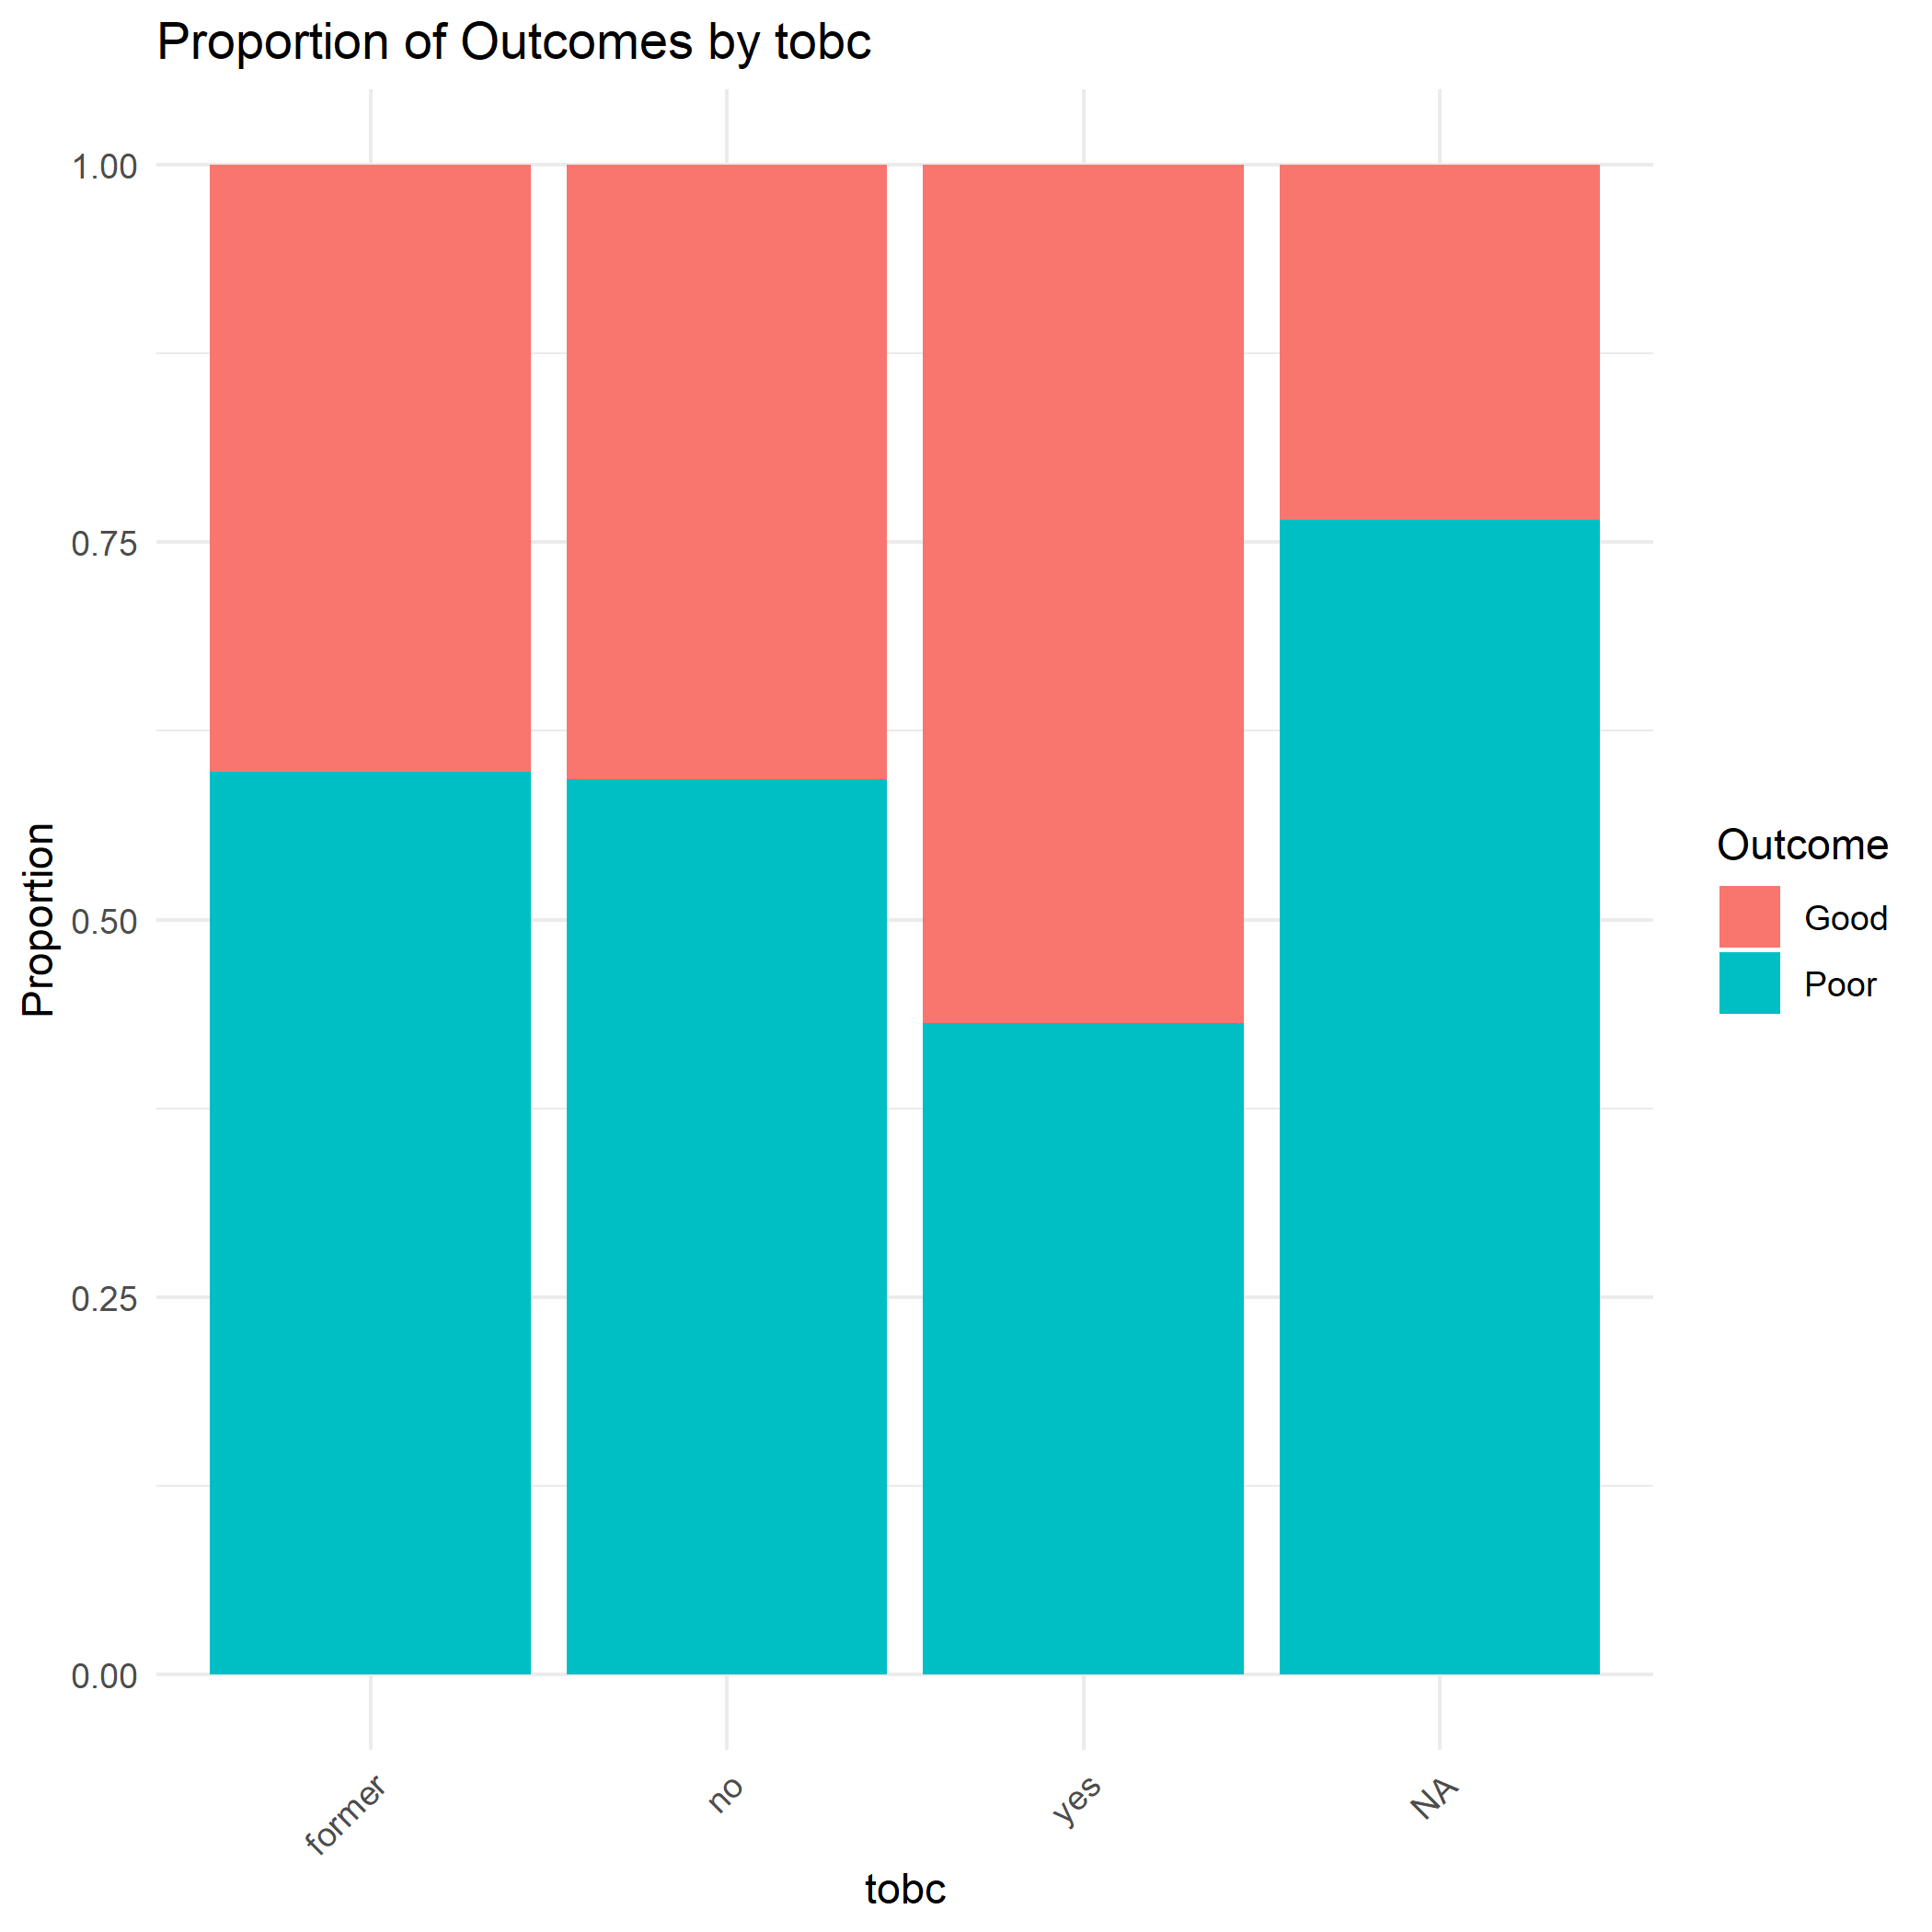 Proportion of Outcomes by tobc
1.00
0.75
0.50
0.25
0.00
Proportion
former
no
yes
NA
tobc
Outcome
Good
Poor